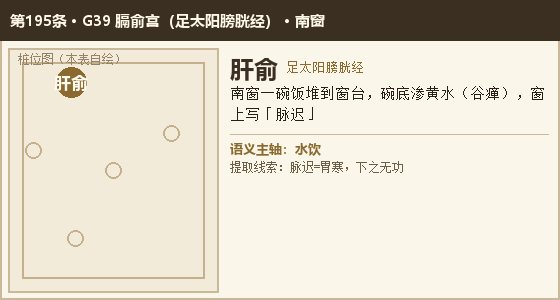 第195条・G39 膈俞宫（足太阳膀胱经）・南窗
桩位图（本表自绘）
肝俞
肝俞 足太阳膀胱经
南窗一碗饭堆到窗台，碗底渗黄水（谷瘅），窗
上写「脉迟」
语义主轴：水饮
提取线索：脉迟=胃寒，下之无功